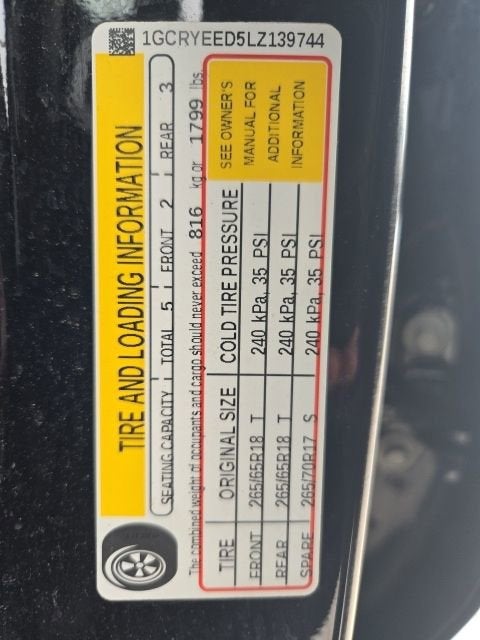 1GCRYEED5LZ139744
TIRE AND LOADING INFORMATION
SEATING CAPACITY TOTAL 5 FRONT 2 REAR 3
The combined weight of occupants and cargo should never exceed 816 kg or 1799 lbs.
TIRE ORIGINAL SIZE COLD TIRE PRESSURE SEE OWNER'S
FRONT 265/65R18 T 240 kPa, 35 PSI MANUAL FOR
REAR 265/65R18 T 240 kPa, 35 PSI ADDITIONAL
SPARE 265/70R17 S 240 kPa, 35 PSI INFORMATION